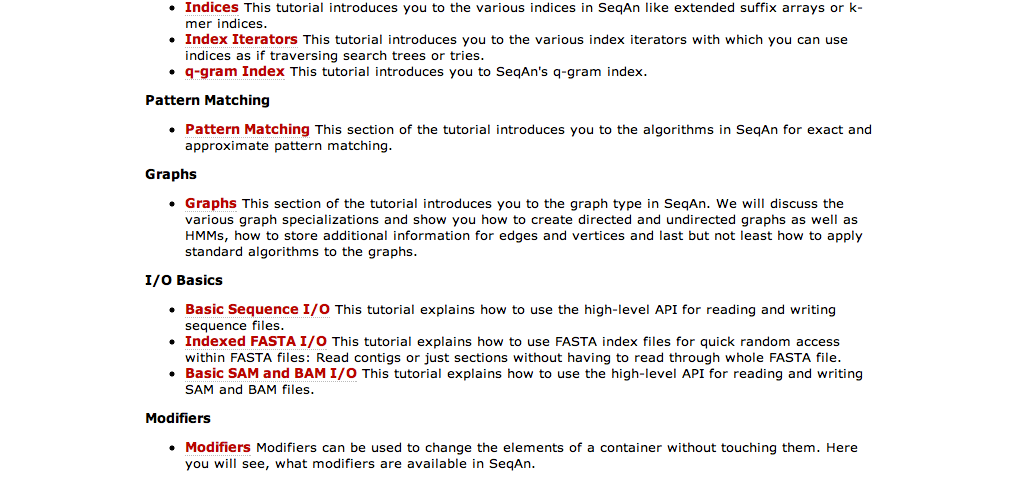 Indices This tutorial introduces you to the various indices in SeqAn like extended suffix arrays or k-
mer indices.
Index Iterators This tutorial introduces you to the various index iterators with which you can use
indices as if traversing search trees or tries.
q-gram Index This tutorial introduces you to SeqAn's q-gram index.
Pattern Matching
Pattern Matching This section of the tutorial introduces you to the algorithms in SeqAn for exact and
approximate pattern matching.
Graphs
Graphs This section of the tutorial introduces you to the graph type in SeqAn. We will discuss the
various graph specializations and show you how to create directed and undirected graphs as well as
HMMs, how to store additional information for edges and vertices and last but not least how to apply
standard algorithms to the graphs.
I/O Basics
Basic Sequence I/O This tutorial explains how to use the high-level API for reading and writing
sequence files.
Indexed FASTA I/O This tutorial explains how to use FASTA index files for quick random access
within FASTA files: Read contigs or just sections without having to read through whole FASTA file.
Basic SAM and BAM I/O This tutorial explains how to use the high-level API for reading and writing
SAM and BAM files.
Modifiers
Modifiers Modifiers can be used to change the elements of a container without touching them. Here
you will see, what modifiers are available in SeqAn.